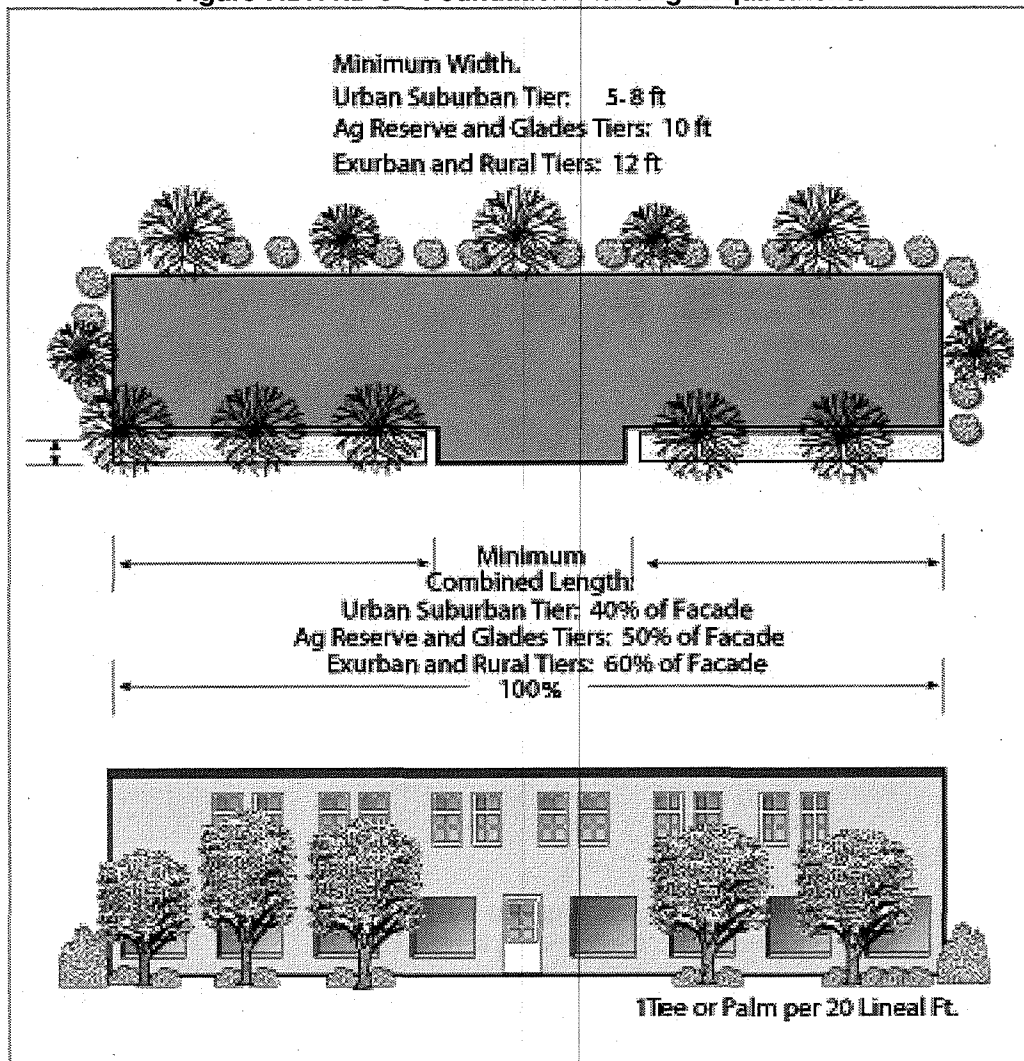 Minimum Width.
Urban Suburban Tier: 5-8 ft
Ag Reserve and Glades Tiers: 10 ft
Exurban and Rural Tiers: 12 ft
Minimum
Combined Length:
Urban Suburban Tier: 40% of Facade
Ag Reserve and Glades Tiers: 50% of Facade
Exurban and Rural Tiers: 60% of Facade
100%
1Tree or Palm per 20 Lineal Ft.